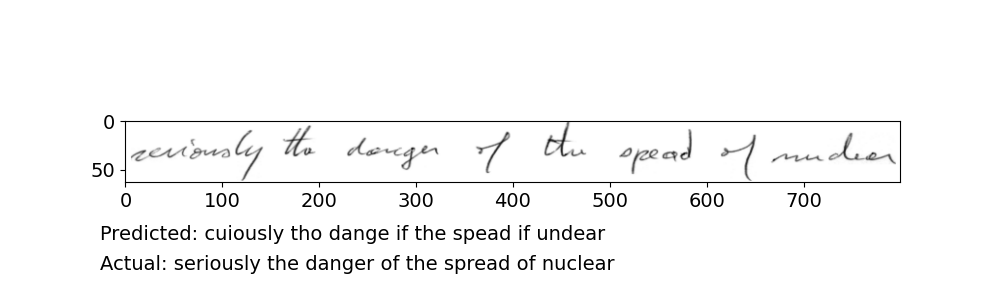 0
50
seriously the danger of the spead of nuclear
0 100 200 300 400 500 600 700
Predicted: cuiously tho dange if the spead if undear
Actual: seriously the danger of the spread of nuclear